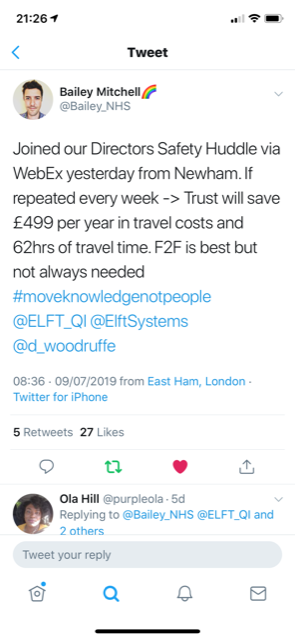 21:26
Tweet
Bailey Mitchell🌈
@Bailey_NHS
Joined our Directors Safety Huddle via
WebEx yesterday from Newham. If
repeated every week -> Trust will save
£499 per year in travel costs and
62hrs of travel time. F2F is best but
not always needed
#moveknowledgenotpeople
@ELFT_QI @ElftSystems
@d_woodruffe
08:36 · 09/07/2019 from East Ham, London ·
Twitter for iPhone
5 Retweets 27 Likes
Ola Hill @purpleola · 5d
Replying to @Bailey_NHS @ELFT_QI and
2 others
Tweet your reply